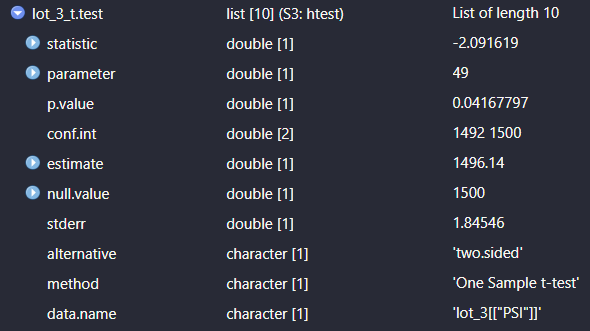 lot_3_t.test list [10] (S3: htest) List of length 10
statistic double [1] -2.091619
parameter double [1] 49
p.value double [1] 0.04167797
conf.int double [2] 1492 1500
estimate double [1] 1496.14
null.value double [1] 1500
stderr double [1] 1.84546
alternative character [1] 'two.sided'
method character [1] 'One Sample t-test'
data.name character [1] 'lot_3[["PSI"]]'